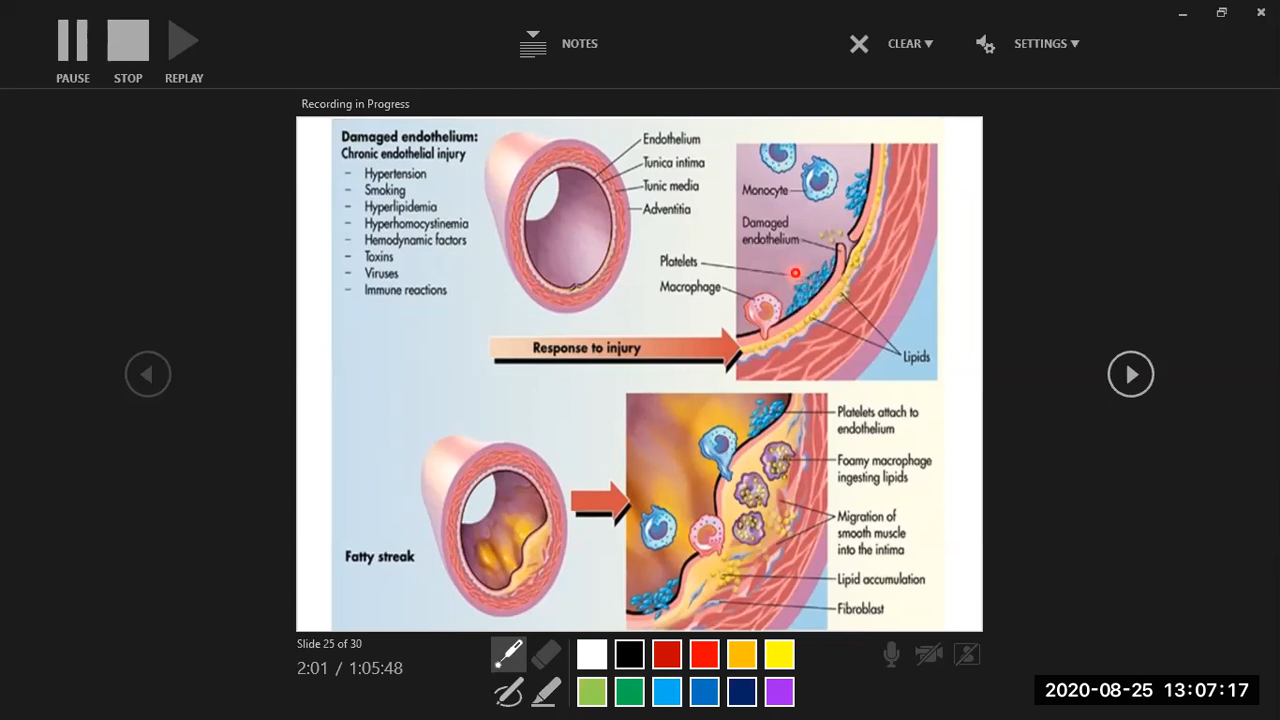 PAUSE
STOP
REPLAY
NOTES
CLEAR
SETTINGS
Recording in Progress
Damaged endothelium:
Chronic endothelial injury
– Hypertension
– Smoking
– Hyperlipidemia
– Hyperhomocystinemia
– Hemodynamic factors
– Toxins
– Viruses
– Immune reactions
Endothelium
Tunica intima
Tunic media
Adventitia
Monocyte
Damaged
endothelium
Platelets
Macrophage
Response to injury
Lipids
Fatty streak
Platelets attach to
endothelium
Foamy macrophage
ingesting lipids
Migration of
smooth muscle
into the intima
Lipid accumulation
Fibroblast
Slide 25 of 30
2:01 / 1:05:48
2020-08-25 13:07:17